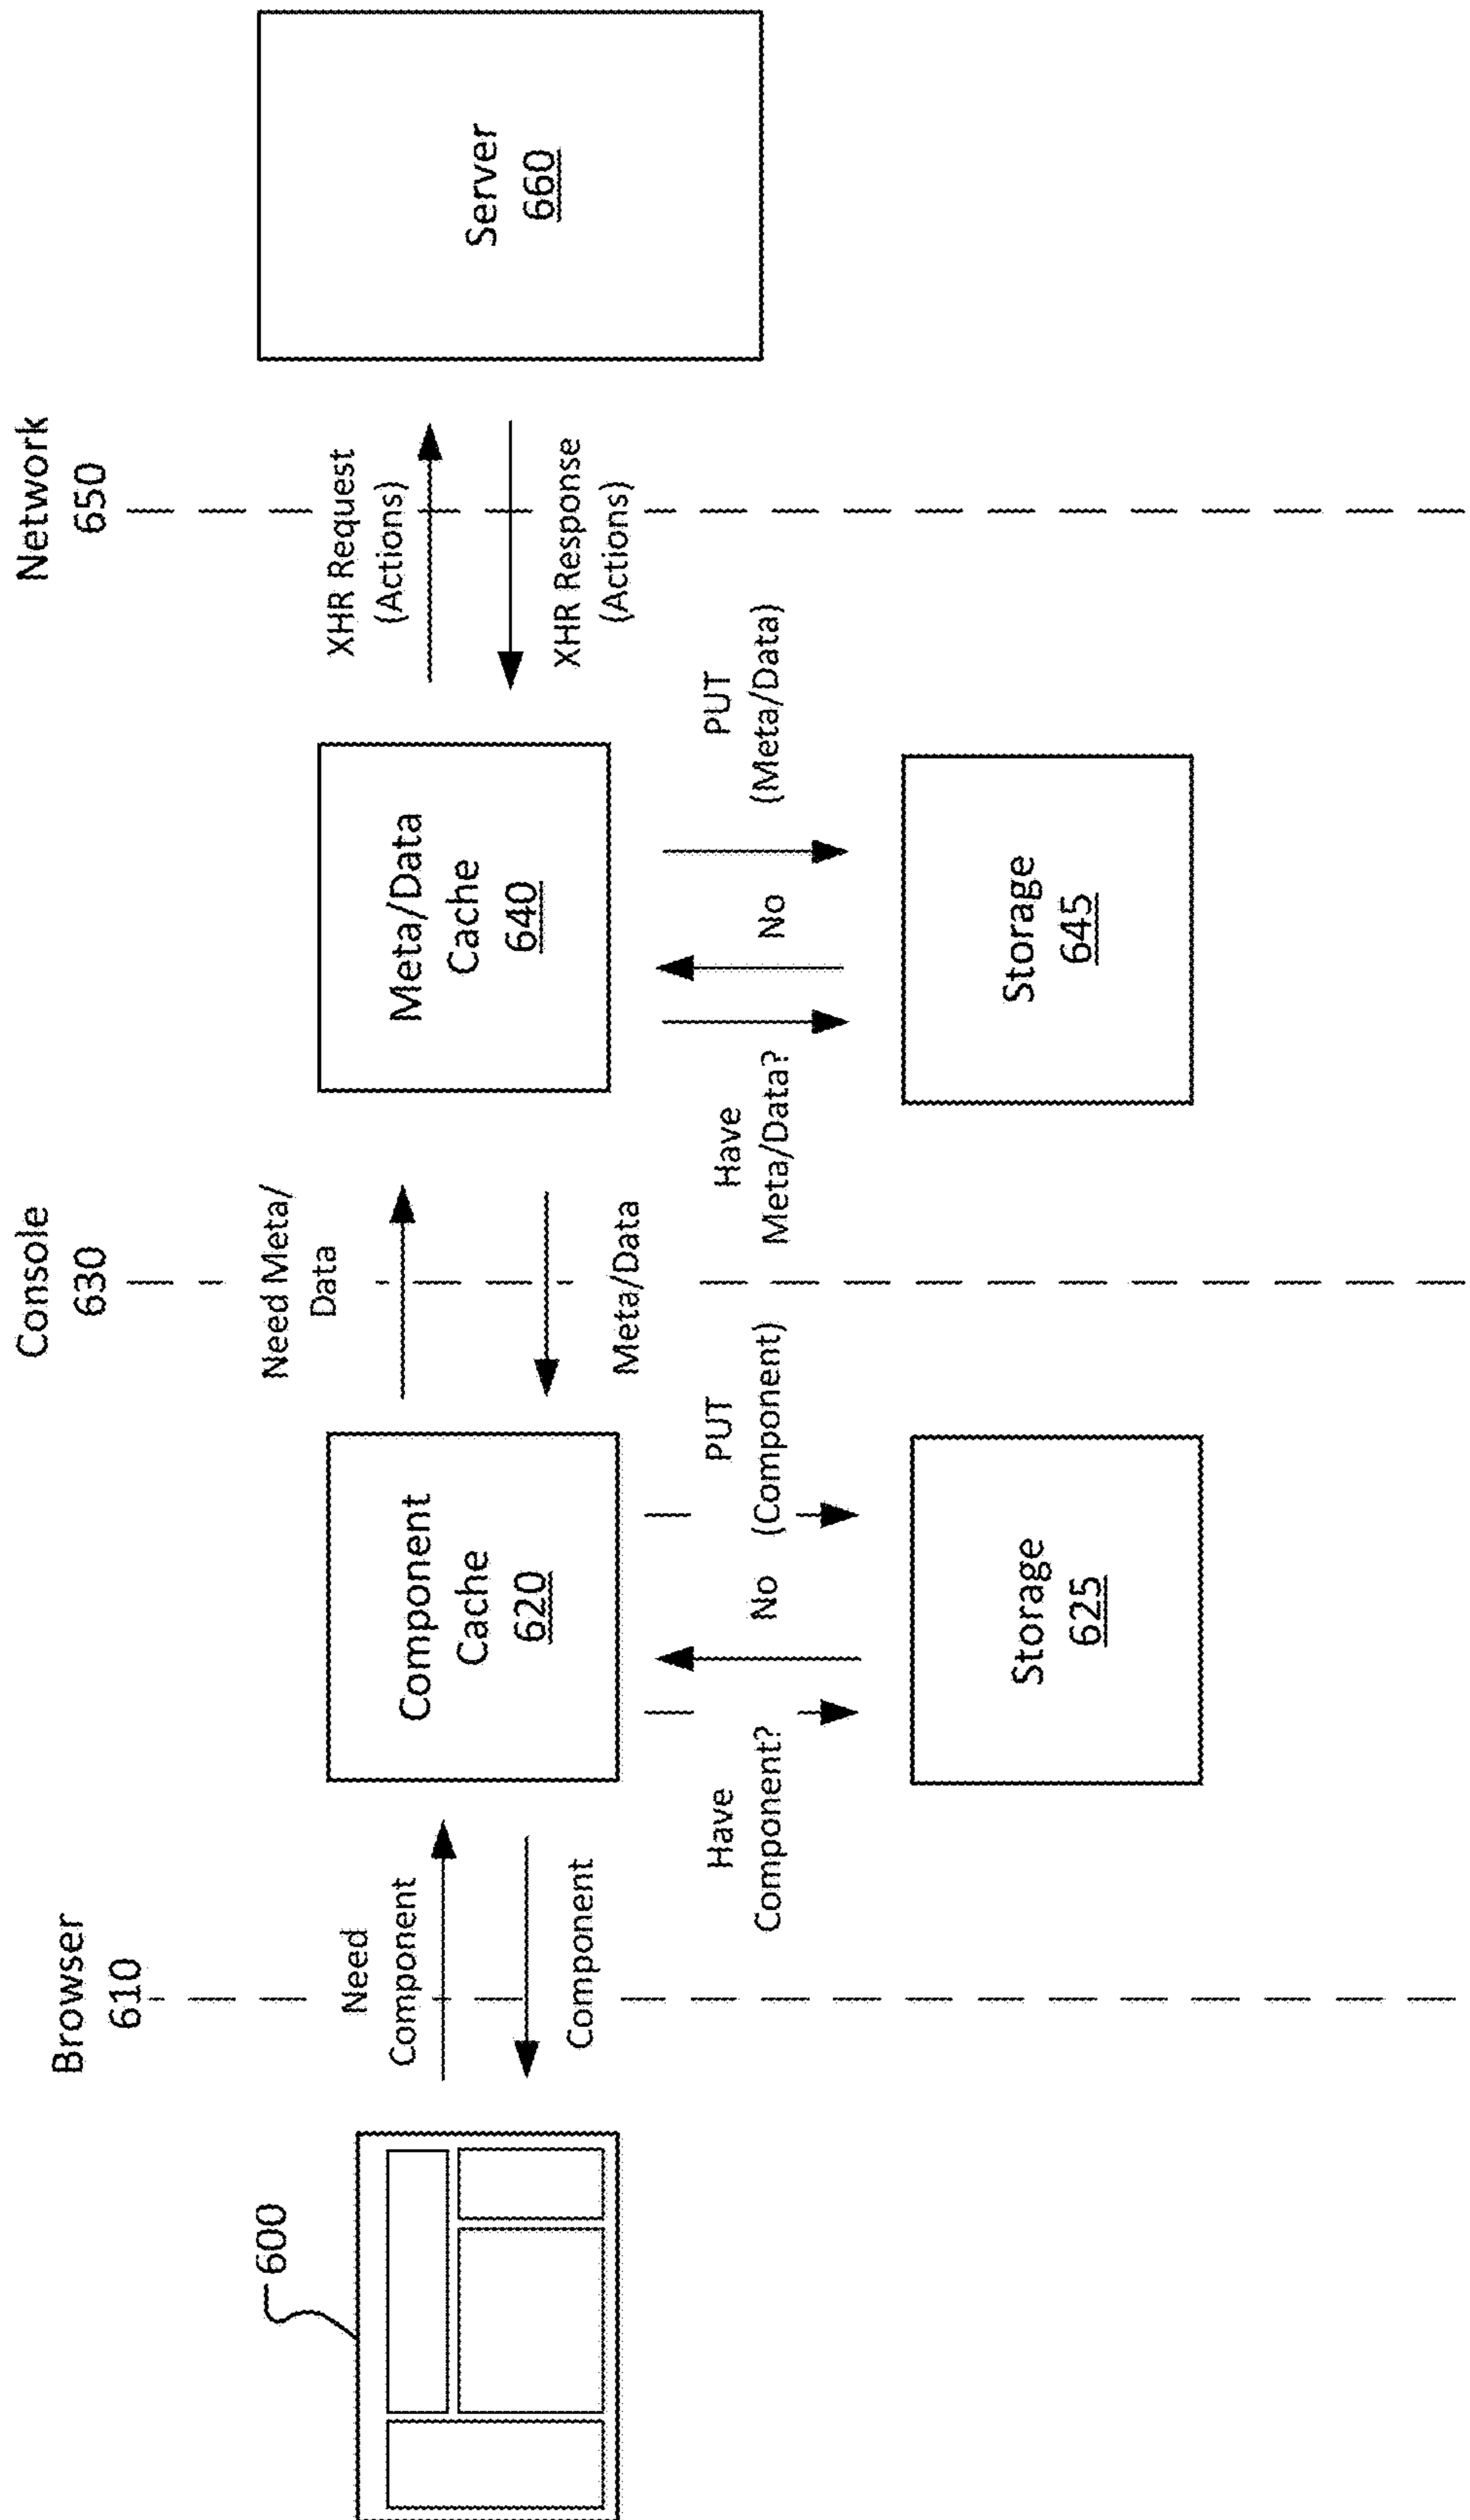 Browser
610
Console
630
Network
650
600
Need
Component
Component
Component
Cache
620
Need Meta/
Data
Meta/Data
Meta/Data
Cache
640
XHR Request
(Actions)
XHR Response
(Actions)
Server
660
Have
Component?
No
PUT
(Component)
Have
Meta/Data?
No
PUT
(Meta/Data)
Storage
625
Storage
645